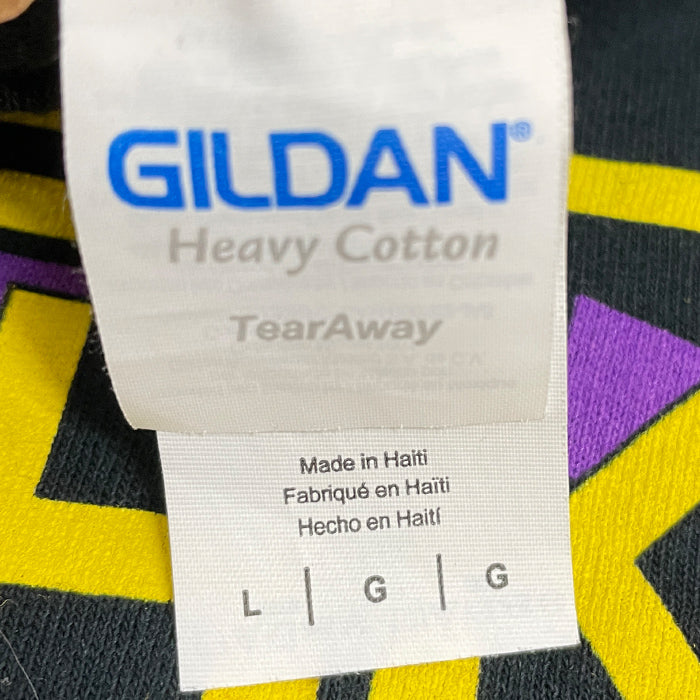 GILDAN®
Heavy Cotton
TearAway
Made in Haiti
Fabriqué en Haïti
Hecho en Haití
L | G | G